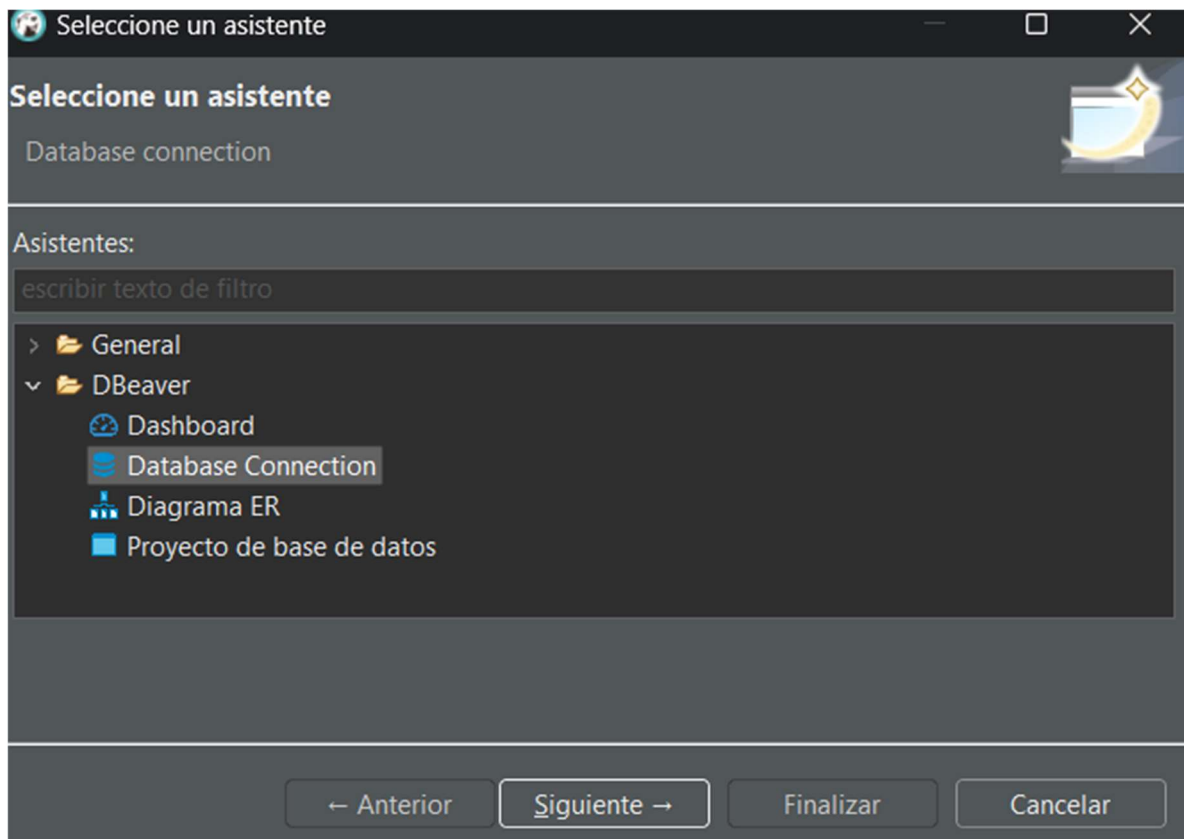 Seleccione un asistente
Seleccione un asistente
Database connection
Asistentes:
escribir texto de filtro
General
DBeaver
Dashboard
Database Connection
Diagrama ER
Proyecto de base de datos
← Anterior Siguiente → Finalizar Cancelar